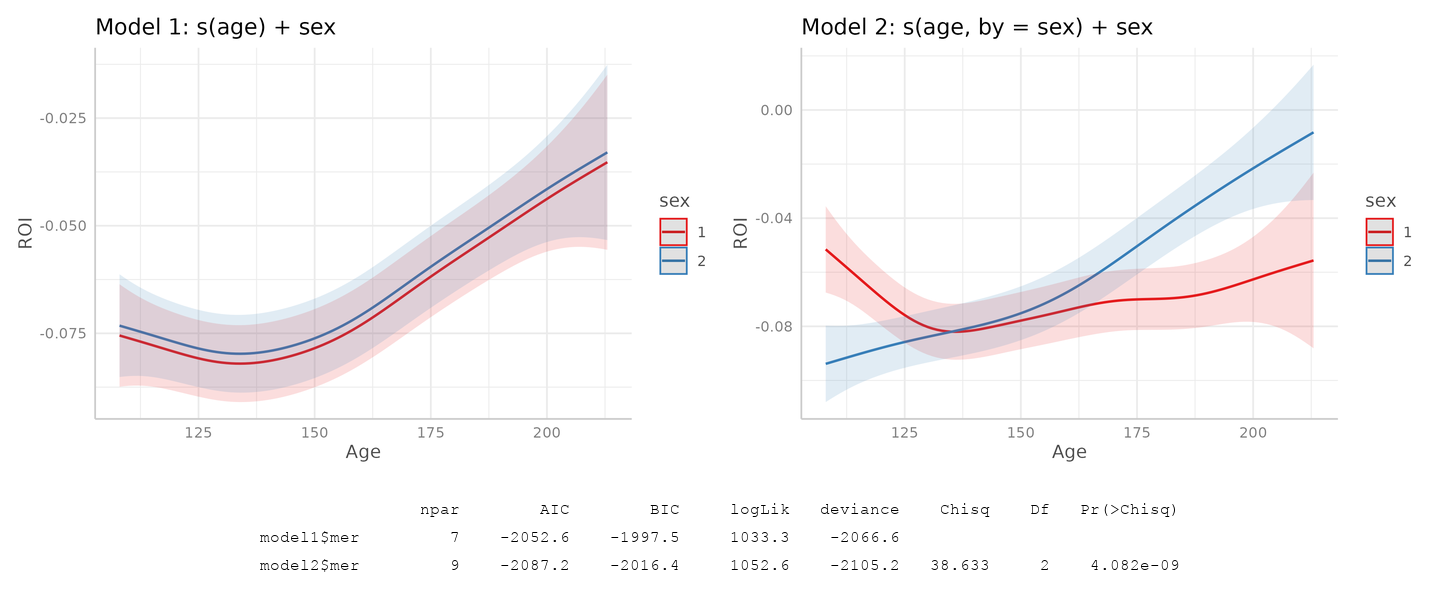 Model 1: s(age) + sex
-0.025
-0.050
-0.075
ROI
125 150 175 200
Age
sex
1
2
Model 2: s(age, by = sex) + sex
0.00
-0.04
-0.08
ROI
125 150 175 200
Age
sex
1
2
npar AIC BIC logLik deviance Chisq Df Pr(>Chisq)
model1$mer 7 -2052.6 -1997.5 1033.3 -2066.6
model2$mer 9 -2087.2 -2016.4 1052.6 -2105.2 38.633 2 4.082e-09